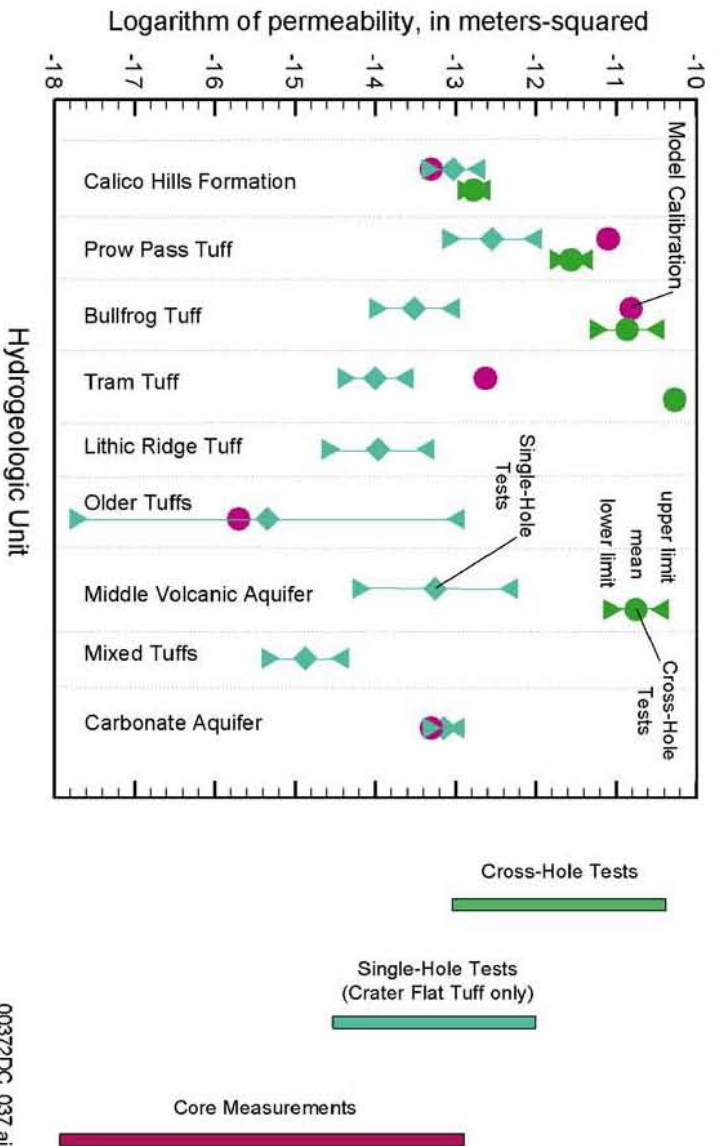 Logarithm of permeability, in meters-squared
-18
-17
-16
-15
-14
-13
-12
-11
-10
Model Calibration
Calico Hills Formation
Prow Pass Tuff
Bullfrog Tuff
Tram Tuff
Lithic Ridge Tuff
Older Tuffs
Middle Volcanic Aquifer
Mixed Tuffs
Carbonate Aquifer
Single-Hole
Tests
upper limit
mean
lower limit
Cross-Hole
Tests
Hydrogeologic Unit
Cross-Hole Tests
Single-Hole Tests
(Crater Flat Tuff only)
Core Measurements
00372DC_037.ai